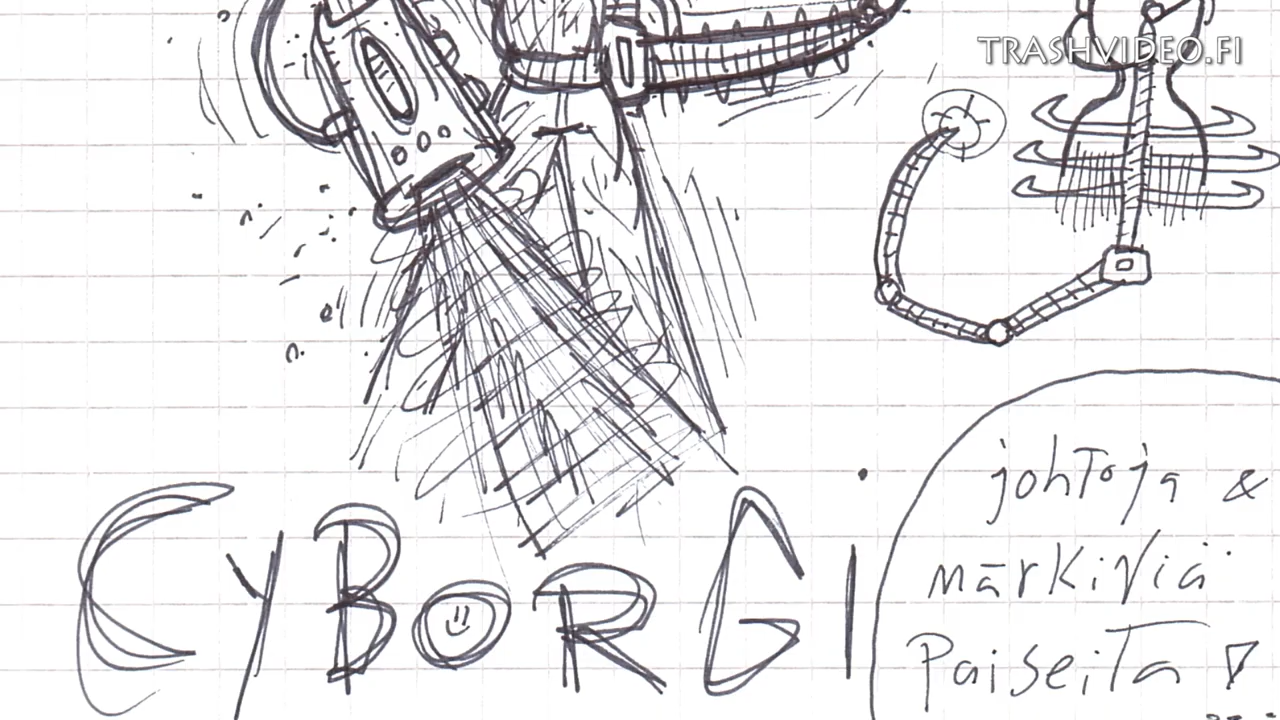 TRASHVIDEO.FI
johtoja &
märkiviä
Paiseita
CyBORGi